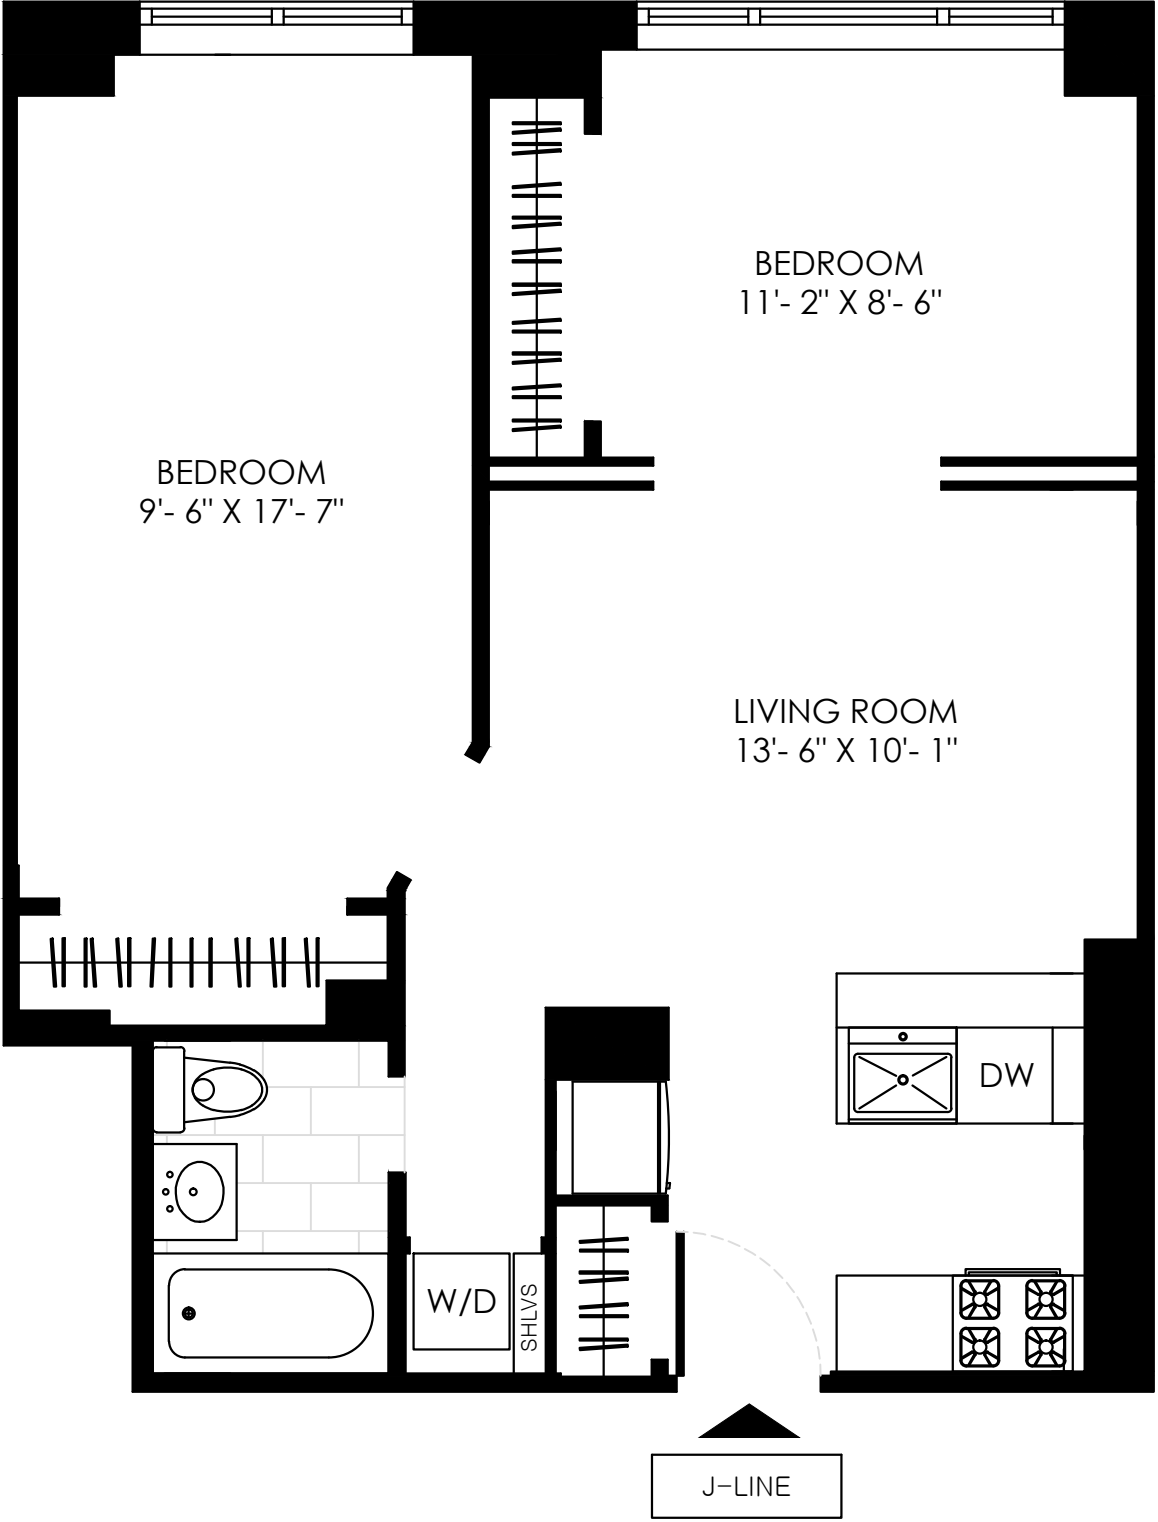 BEDROOM
11'- 2" X 8'- 6"
BEDROOM
9'- 6" X 17'- 7"
LIVING ROOM
13'- 6" X 10'- 1"
DW
W/D
SHLVS
J-LINE